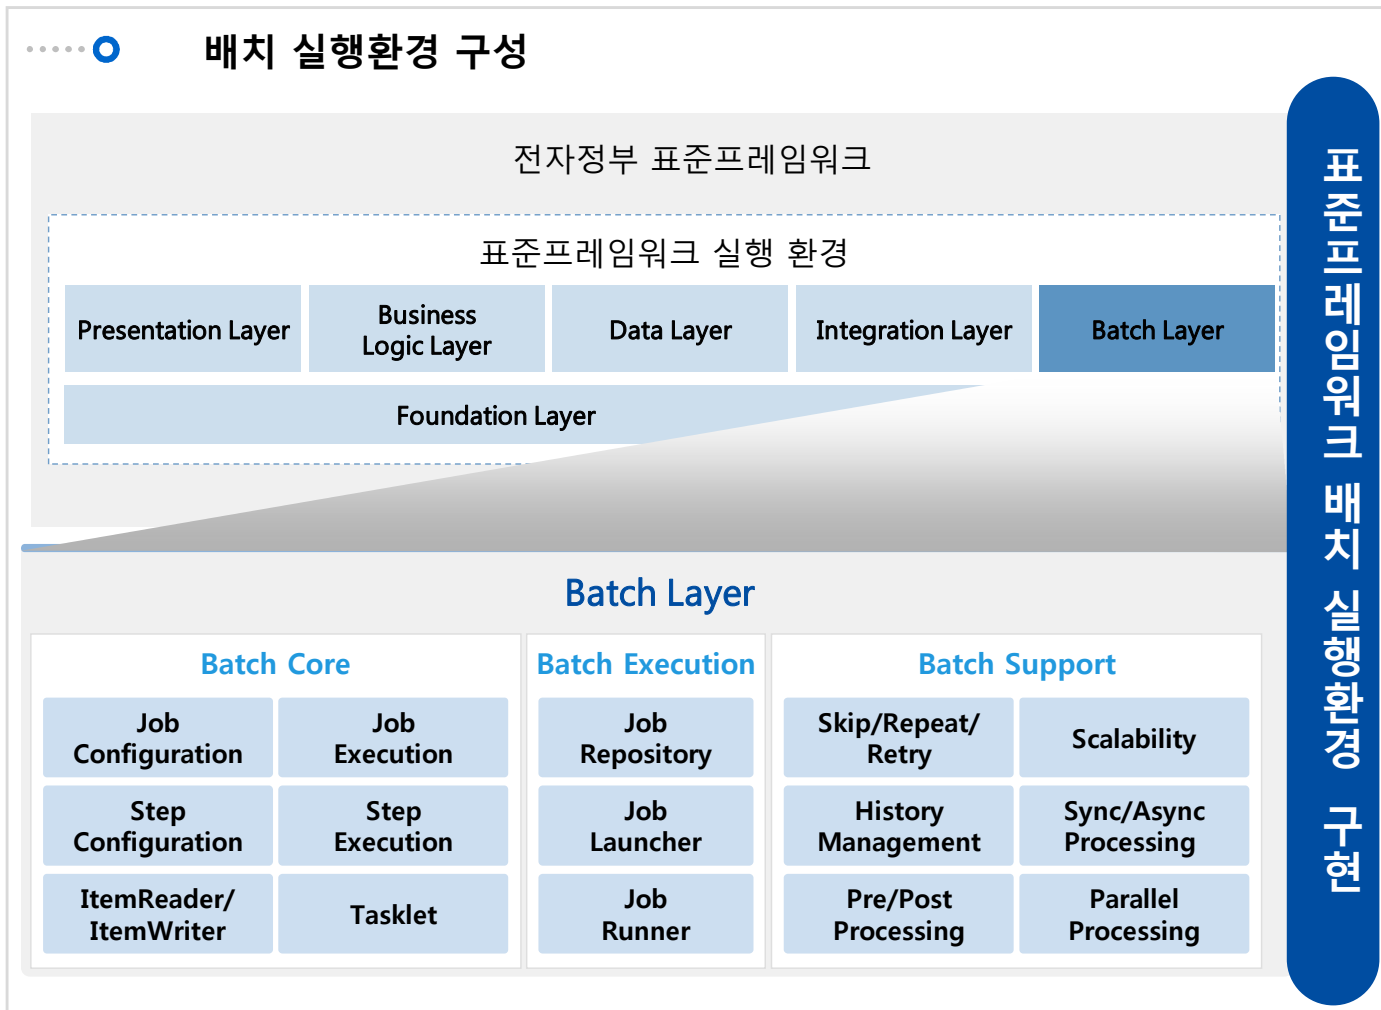 배치 실행환경 구성
전자정부 표준프레임워크
표준프레임워크 실행 환경
Presentation Layer
Business
Logic Layer
Data Layer
Integration Layer
Batch Layer
Foundation Layer
Batch Layer
Batch Core
Job
Configuration
Job
Execution
Step
Configuration
Step
Execution
ItemReader/
ItemWriter
Tasklet
Batch Execution
Job
Repository
Job
Launcher
Job
Runner
Batch Support
Skip/Repeat/
Retry
Scalability
History
Management
Sync/Async
Processing
Pre/Post
Processing
Parallel
Processing
표준프레임워크 배치 실행환경 구현